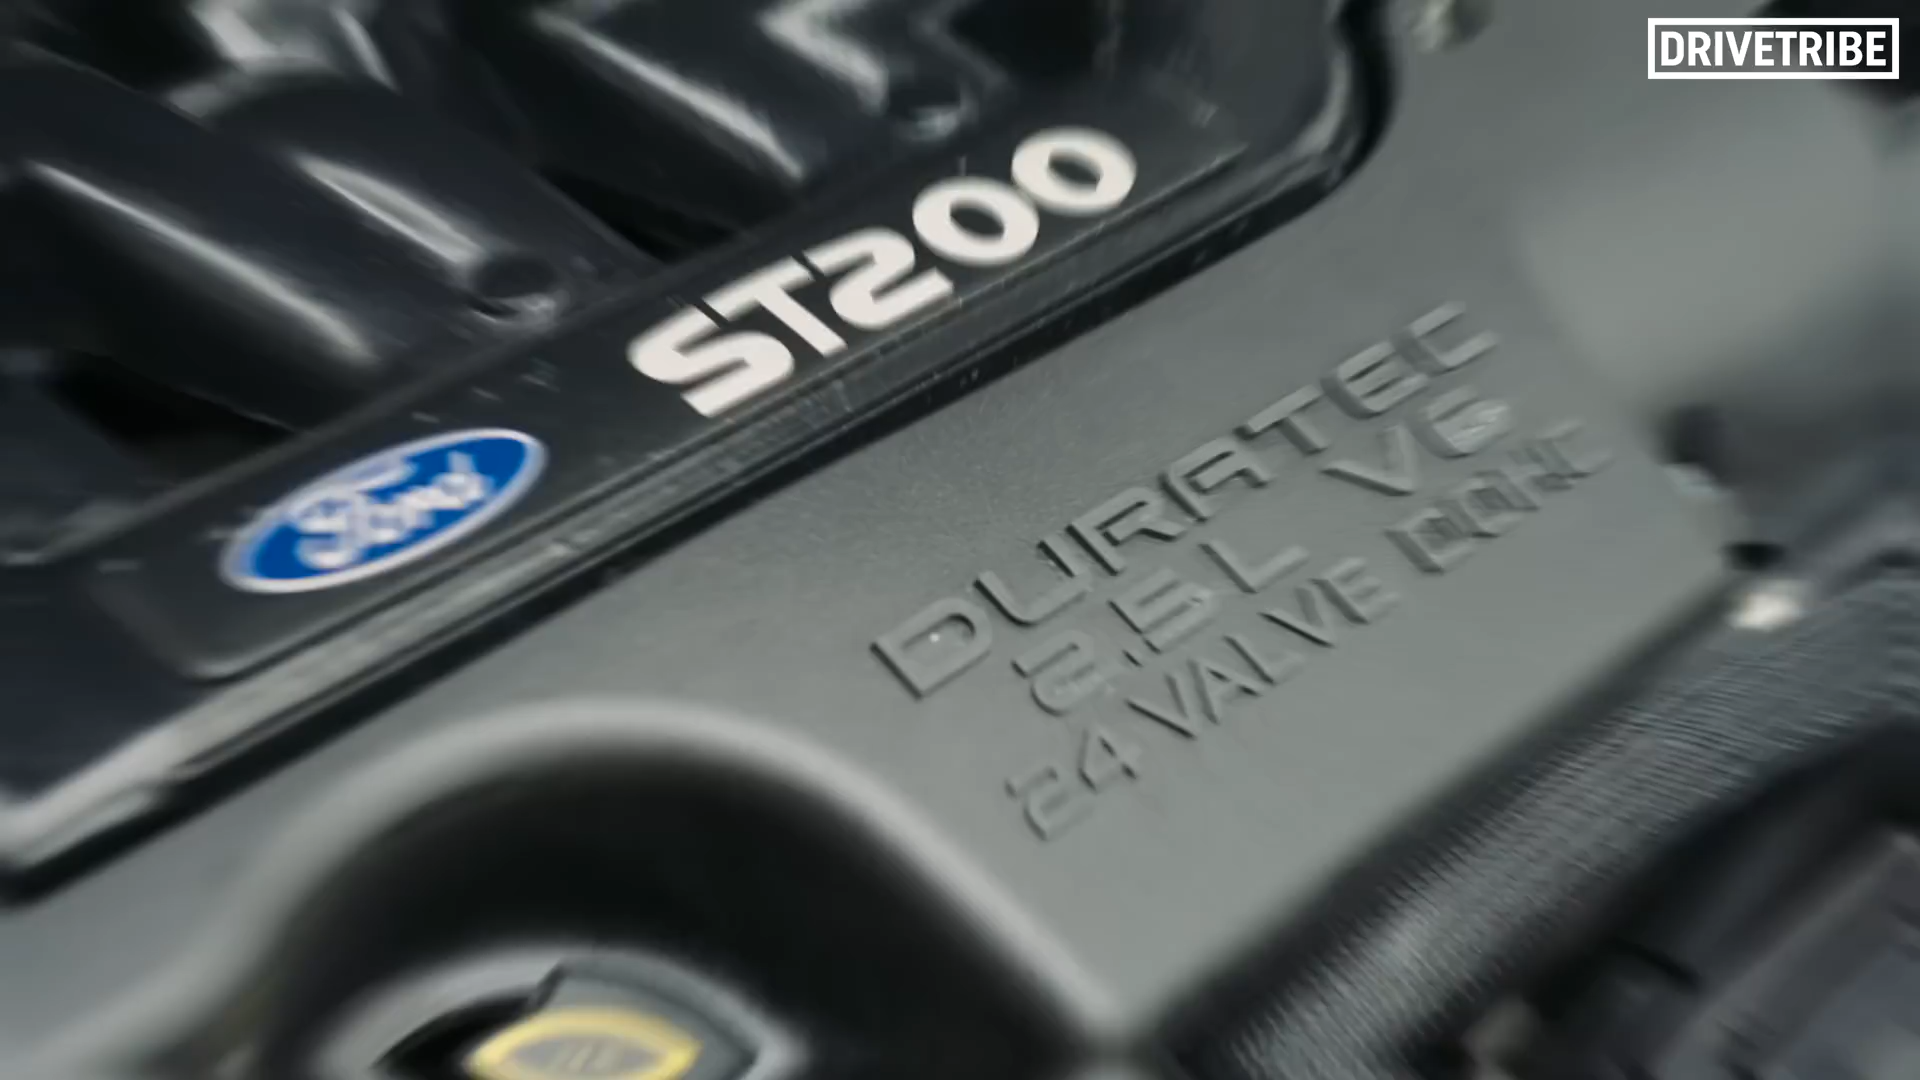 DRIVETRIBE
ST200
Ford
DURATEC
2.5L V6
24 VALVE DOHC